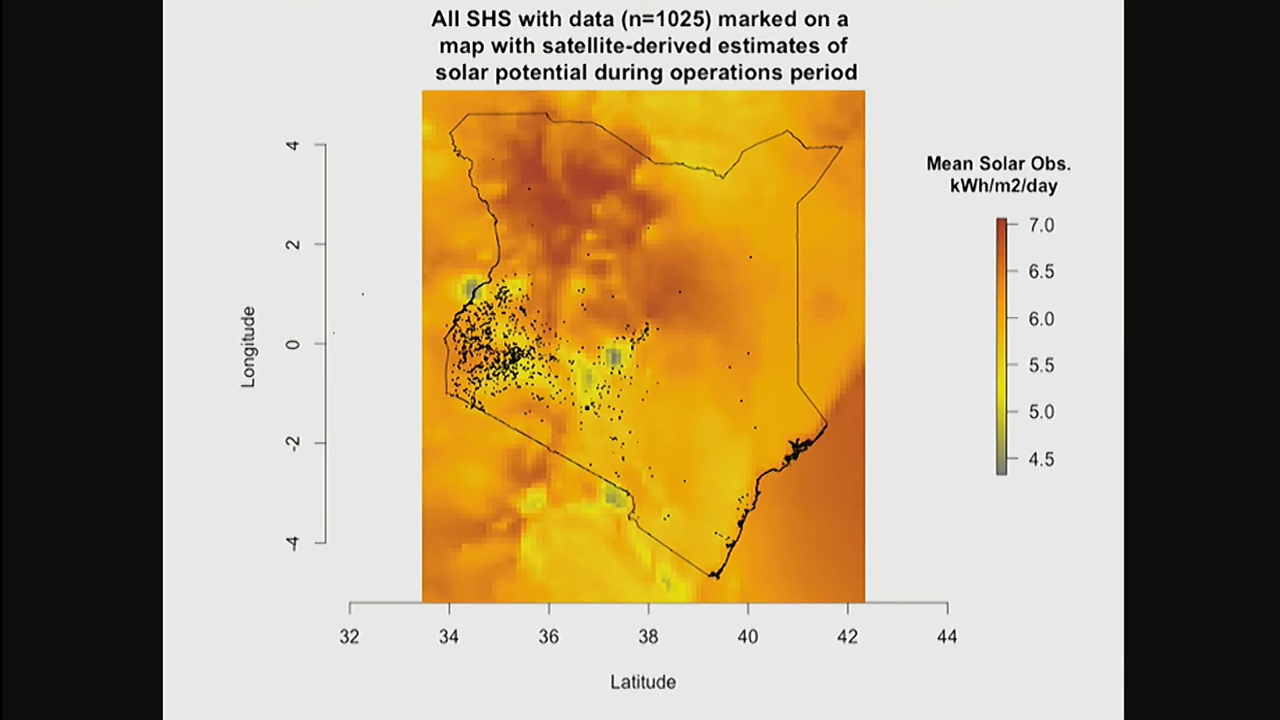 All SHS with data (n=1025) marked on a
map with satellite-derived estimates of
solar potential during operations period
Mean Solar Obs.
kWh/m2/day
7.0
6.5
6.0
5.5
5.0
4.5
Longitude
4
2
0
-2
-4
32 34 36 38 40 42 44
Latitude